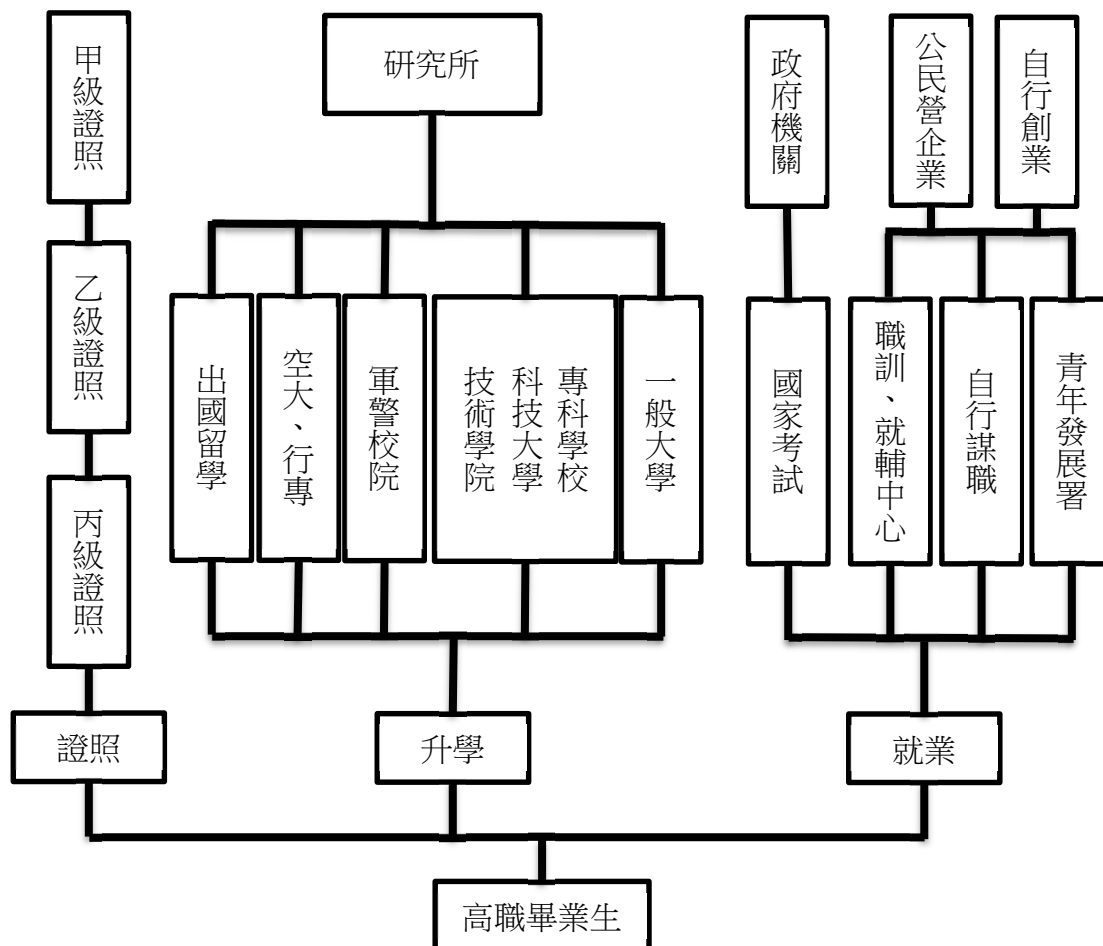 甲級證照
研究所
政府機關
公民營企業
自行創業
乙級證照
出國留學
空大、行專
軍警校院
專科學校
科技大學
技術學院
一般大學
國家考試
職訓、就輔中心
自行謀職
青年發展署
丙級證照
證照
升學
就業
高職畢業生